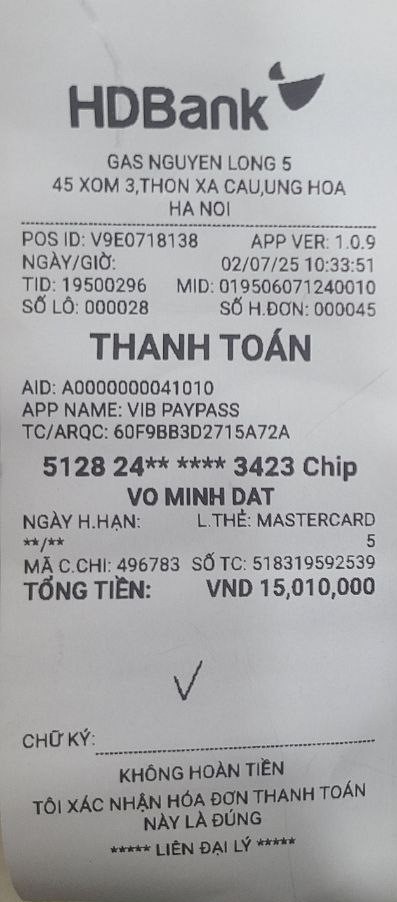 HDBank
GAS NGUYEN LONG 5
45 XOM 3,THON XA CAU,UNG HOA
HA NOI
POS ID: V9E0718138 APP VER: 1.0.9
NGÀY/GIỜ: 02/07/25 10:33:51
TID: 19500296 MID: 019506071240010
SỐ LÔ: 000028 SỐ H.ĐƠN: 000045
THANH TOÁN
AID: A0000000041010
APP NAME: VIB PAYPASS
TC/ARQC: 60F9BB3D2715A72A
5128 24** **** 3423 Chip
VO MINH DAT
NGÀY H.HẠN: L.THẺ: MASTERCARD
**/** 5
MÃ C.CHI: 496783 SỐ TC: 518319592539
TỔNG TIỀN: VND 15,010,000
CHỮ KÝ:
KHÔNG HOÀN TIỀN
TÔI XÁC NHẬN HÓA ĐƠN THANH TOÁN
NÀY LÀ ĐÚNG
***** LIÊN ĐẠI LÝ *****